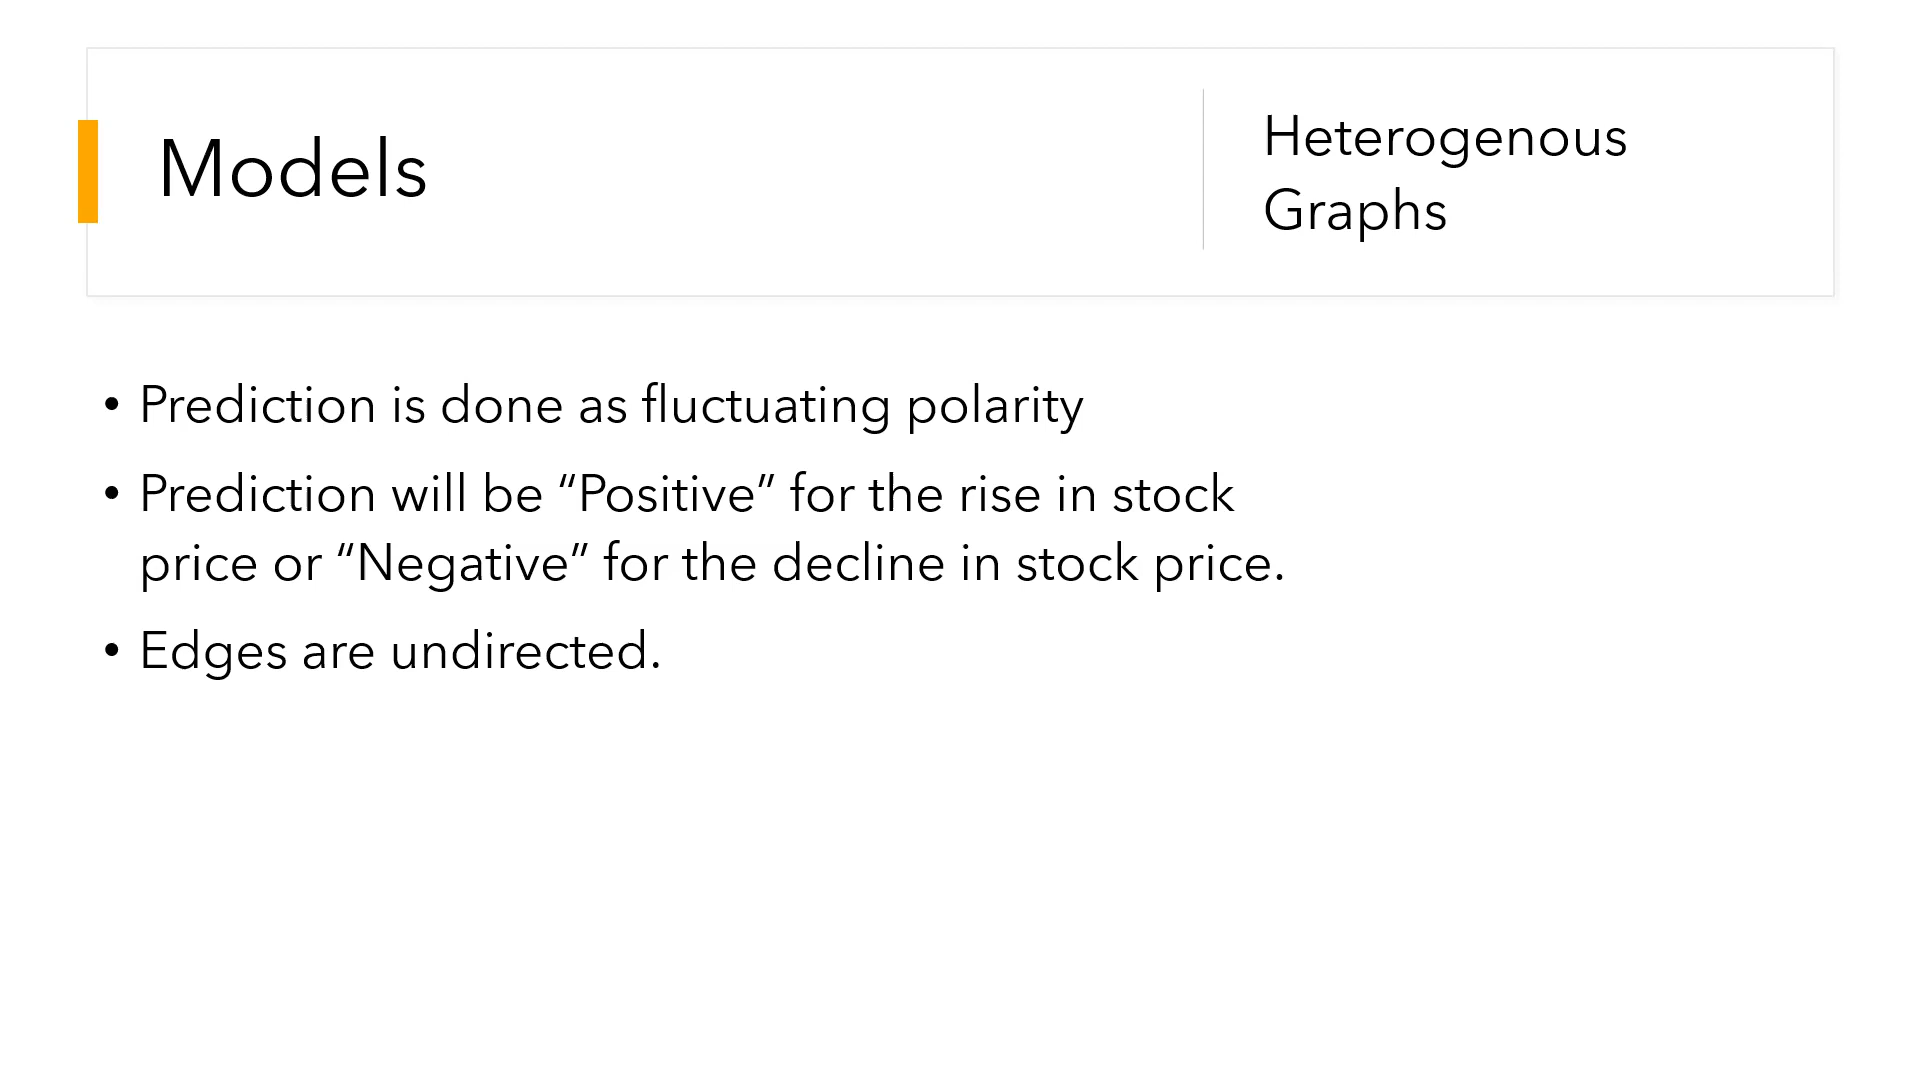 Models
Heterogenous
Graphs
• Prediction is done as fluctuating polarity
• Prediction will be “Positive” for the rise in stock
price or “Negative” for the decline in stock price.
• Edges are undirected.